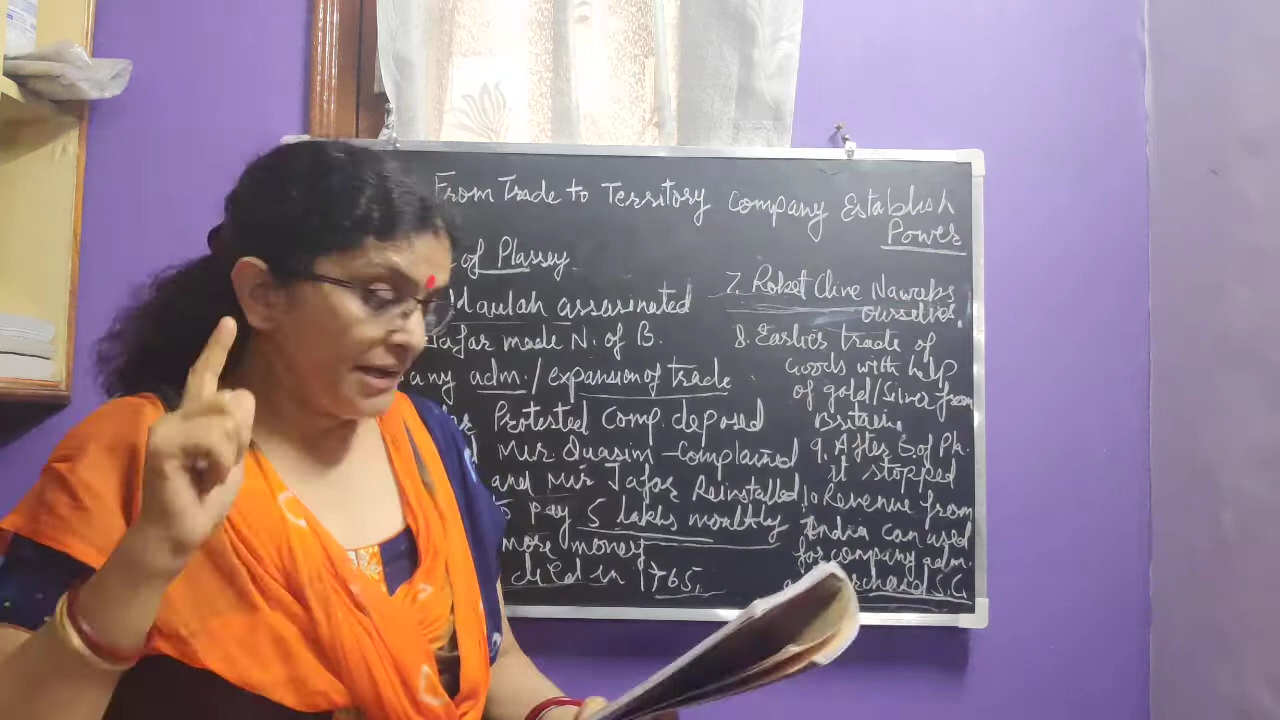 From Trade to Territory Company Establish
Power
of Plassey
daulah assasinated
Jafar made N. of B.
any adm. / expansion of trade
Protested Comp. deposed
Mir Quasim - complained
and Mir Jafar Reinstalled
to pay 5 lakhs monthly
more money
died in 1765.
7. Robet Clive Nawabs
ourselves.
8. Earlier trade of
Goods with help
of gold/Silver from
Britain.
9. After B. of Pl.
it stopped
10. Revenue from
India can used
for company adm.
S.G.